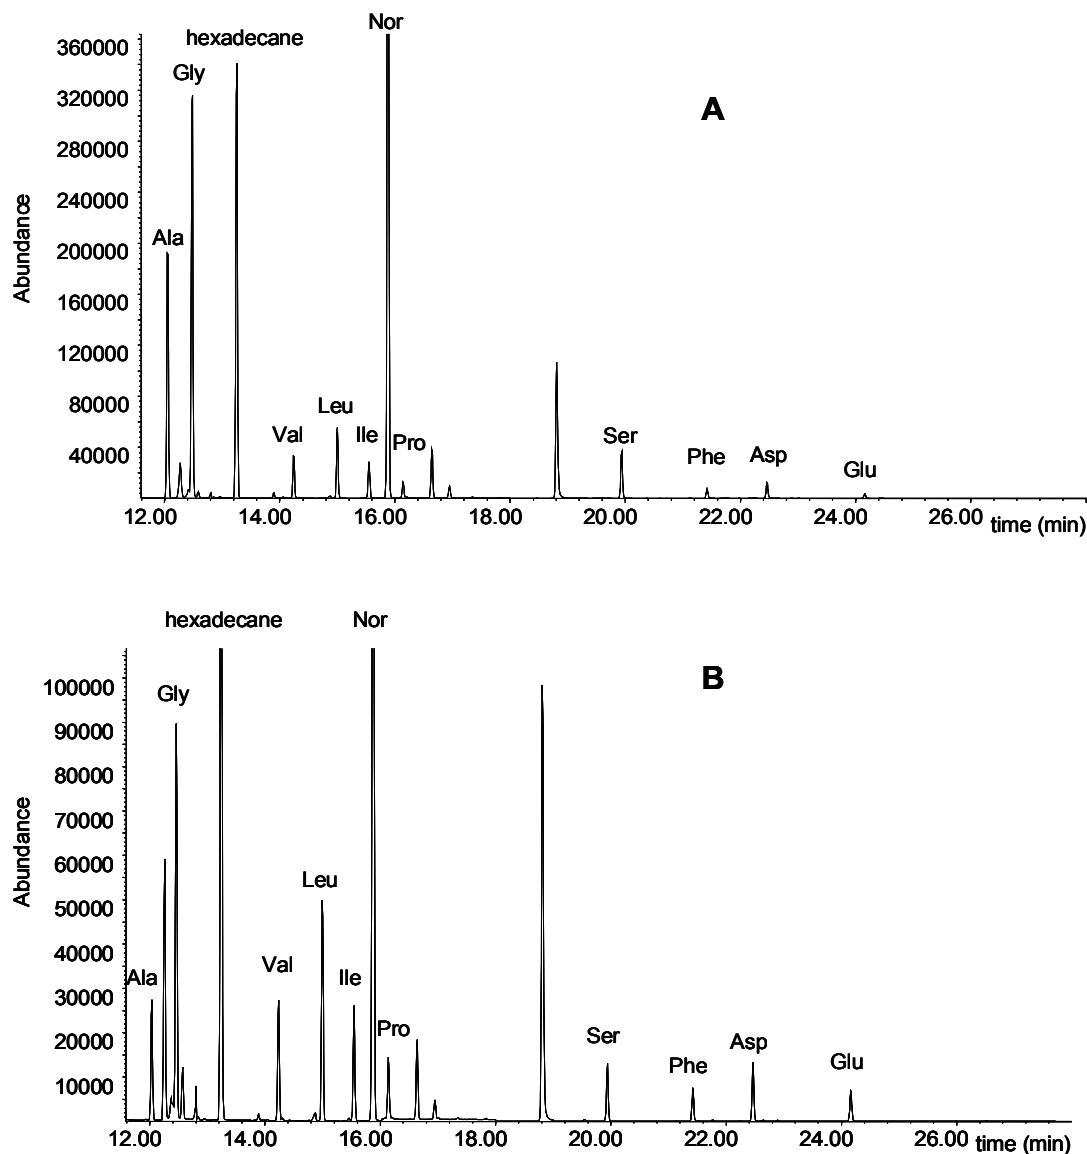 Nor
360000
hexadecane
Gly
320000
A
280000
240000
Abundance
Ala
200000
160000
120000
80000
Leu
Val
Ile
Pro
Ser
40000
Phe
Asp
Glu
12.00 14.00 16.00 18.00 20.00 22.00 24.00 26.00 time (min)
hexadecane
Nor
B
100000
Gly
90000
80000
70000
Abundance
60000
Leu
50000
40000
Val
Ile
Ala
30000
Pro
Ser
20000
Asp
Phe
Glu
10000
12.00 14.00 16.00 18.00 20.00 22.00 24.00 26.00 time (min)